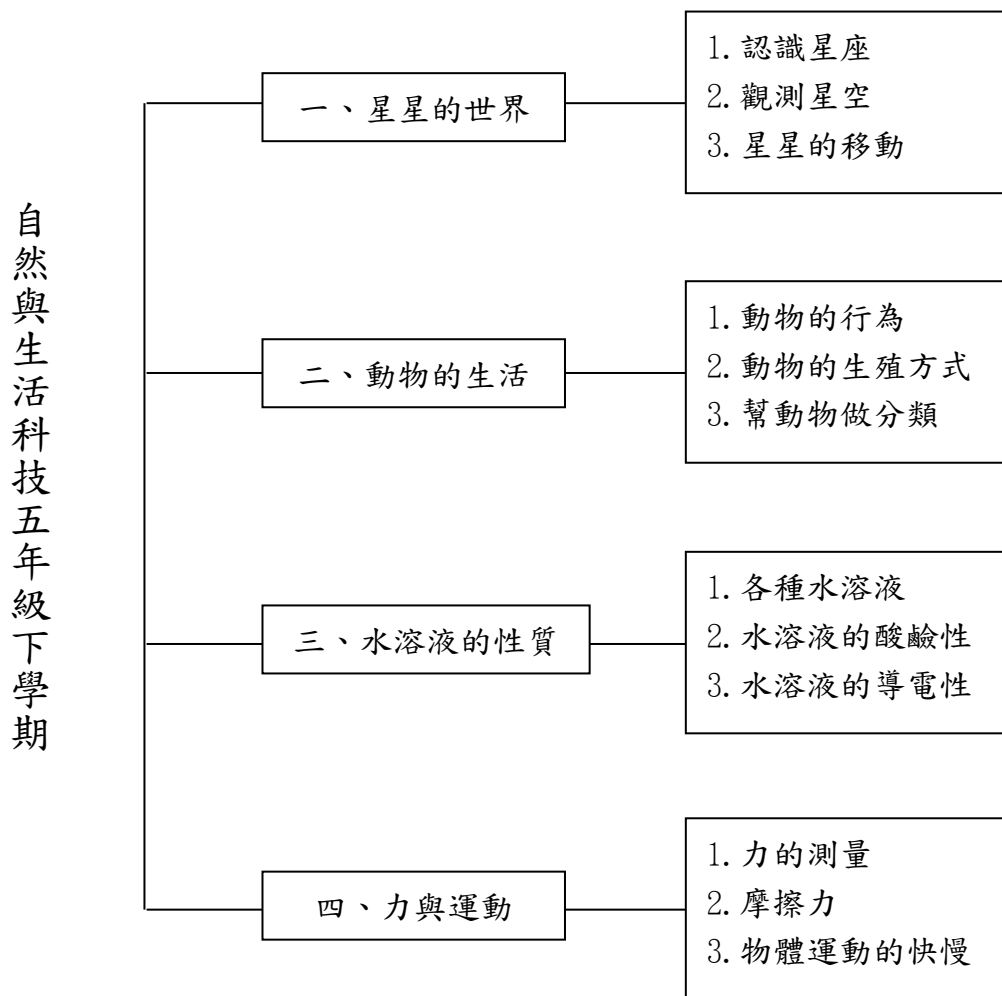 自然與生活科技五年級下學期
一、星星的世界
1.認識星座
2.觀測星空
3.星星的移動
二、動物的生活
1.動物的行為
2.動物的生殖方式
3.幫動物做分類
三、水溶液的性質
1.各種水溶液
2.水溶液的酸鹼性
3.水溶液的導電性
四、力與運動
1.力的測量
2.摩擦力
3.物體運動的快慢